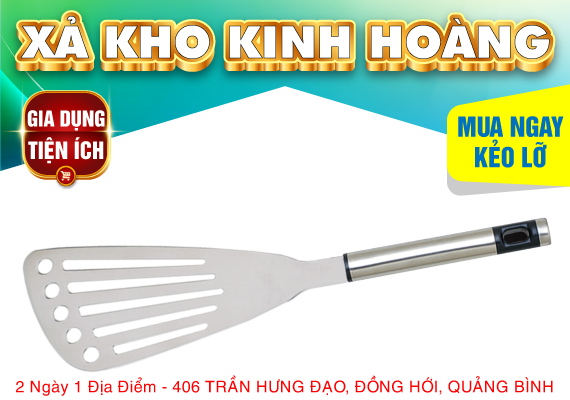 XẢ KHO KINH HOÀNG
GIA DỤNG
TIỆN ÍCH
MUA NGAY
KẺO LỠ
2 Ngày 1 Địa Điểm - 406 TRẦN HƯNG ĐẠO, ĐỒNG HỚI, QUẢNG BÌNH